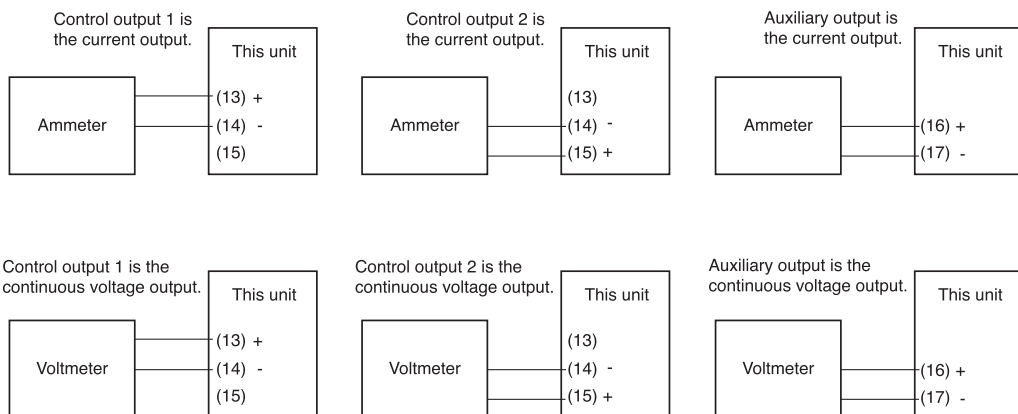 Control output 1 is
the current output.
This unit
Ammeter
(13) +
(14) -
(15)
Control output 2 is
the current output.
This unit
Ammeter
(13)
(14) -
(15) +
Auxiliary output is
the current output.
This unit
Ammeter
(16) +
(17) -
Control output 1 is the
continuous voltage output.
This unit
Voltmeter
(13) +
(14) -
(15)
Control output 2 is the
continuous voltage output.
This unit
Voltmeter
(13)
(14) -
(15) +
Auxiliary output is the
continuous voltage output.
This unit
Voltmeter
(16) +
(17) -